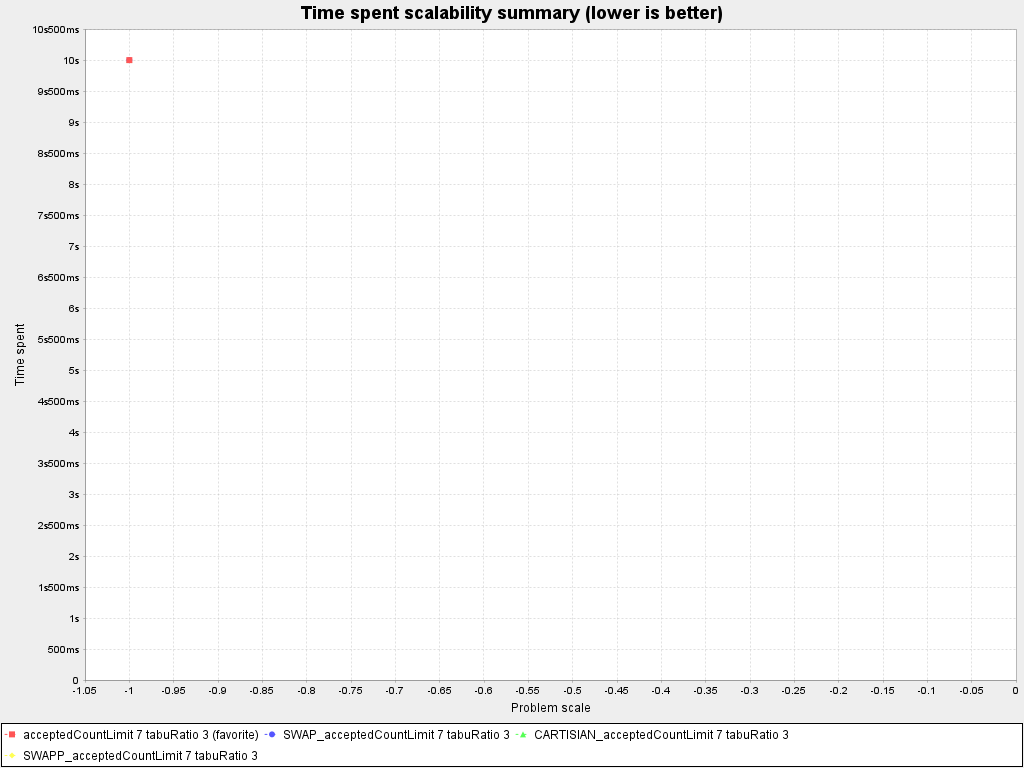 Time spent scalability summary (lower is better)
10s500ms
10s
9s500ms
9s
8s500ms
8s
7s500ms
7s
6s500ms
6s
5s500ms
5s
4s500ms
4s
3s500ms
3s
2s500ms
2s
1s500ms
1s
500ms
0
Time spent
-1.05 -1 -0.95 -0.9 -0.85 -0.8 -0.75 -0.7 -0.65 -0.6 -0.55 -0.5 -0.45 -0.4 -0.35 -0.3 -0.25 -0.2 -0.15 -0.1 -0.05 0
Problem scale
acceptedCountLimit 7 tabuRatio 3 (favorite) SWAP_acceptedCountLimit 7 tabuRatio 3 CARTISIAN_acceptedCountLimit 7 tabuRatio 3
SWAPP_acceptedCountLimit 7 tabuRatio 3